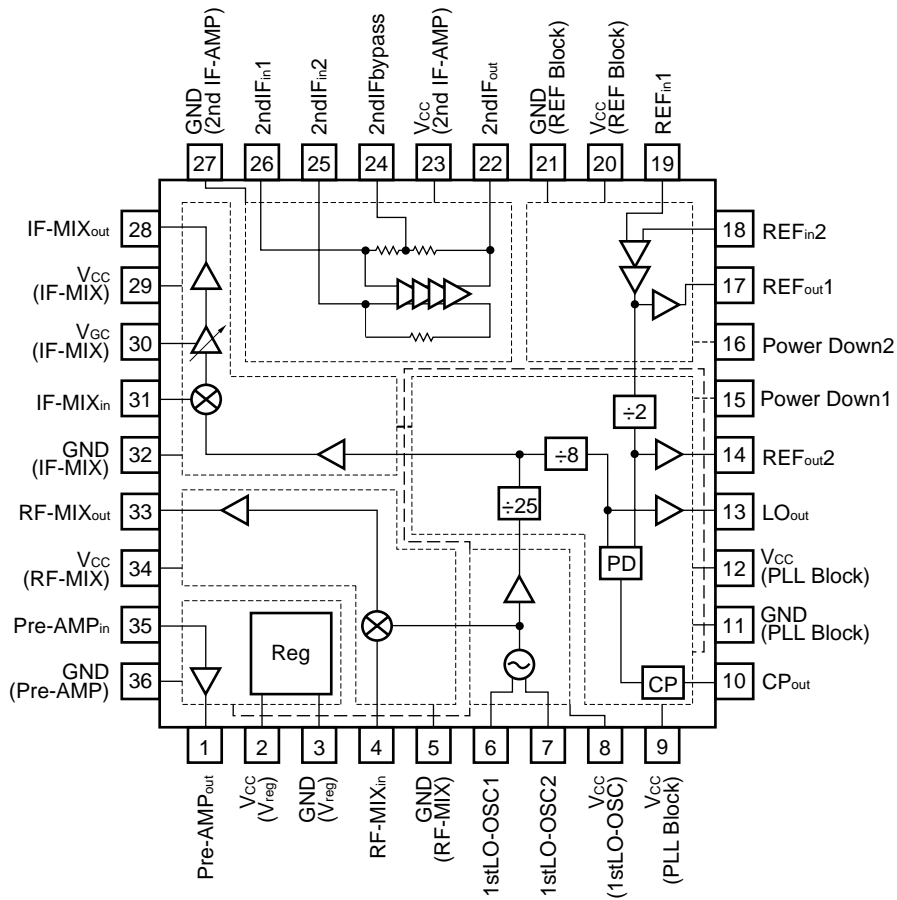 GND
(2nd IF-AMP)
2ndIFin1
2ndIFin2
2ndIFbypass
VCC
(2nd IF-AMP)
2ndIFout
GND
(REF Block)
VCC
(REF Block)
REFin1
27
26
25
24
23
22
21
20
19
IF-MIXout
28
VCC
(IF-MIX)
29
VGC
(IF-MIX)
30
IF-MIXin
31
GND
(IF-MIX)
32
RF-MIXout
33
VCC
(RF-MIX)
34
Pre-AMPin
35
GND
(Pre-AMP)
36
÷2
÷8
÷25
PD
Reg
CP
18
REFin2
17
REFout1
16
Power Down2
15
Power Down1
14
REFout2
13
LOout
12
VCC
(PLL Block)
11
GND
(PLL Block)
10
CPout
1
2
3
4
5
6
7
8
9
Pre-AMPout
VCC
(Vreg)
GND
(Vreg)
RF-MIXin
GND
(RF-MIX)
1stLO-OSC1
1stLO-OSC2
VCC
(1stLO-OSC)
VCC
(PLL Block)